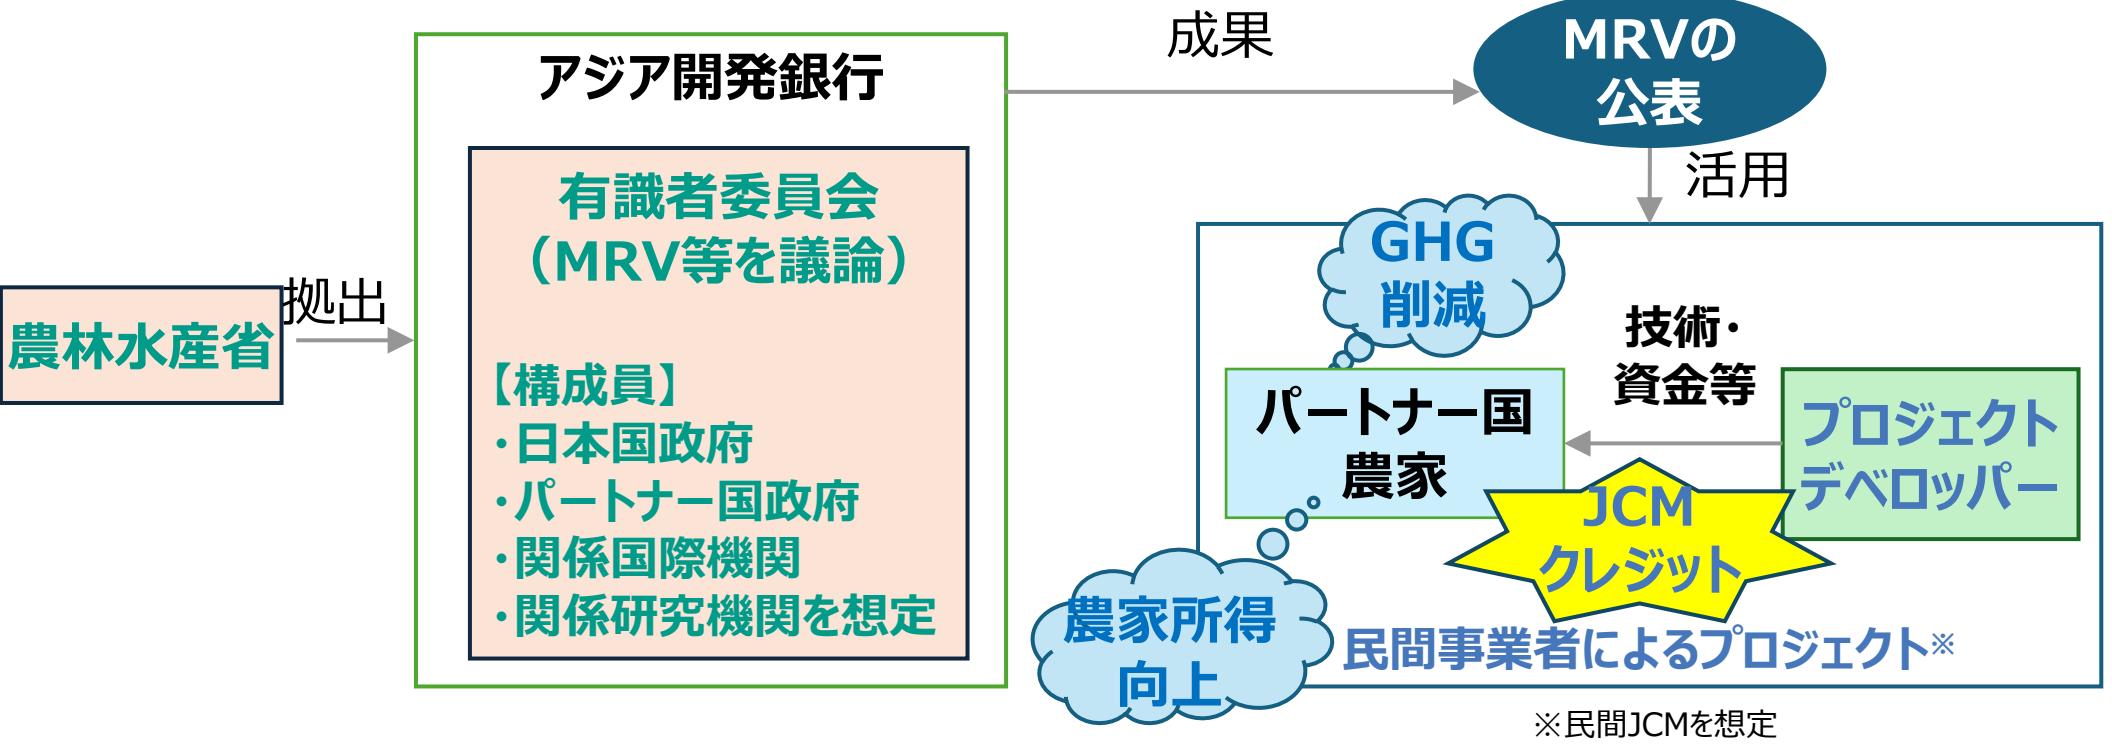 農林水産省
拠出
アジア開発銀行
有識者委員会
（MRV等を議論）
【構成員】
・日本国政府
・パートナー国政府
・関係国際機関
・関係研究機関を想定
成果
MRVの
公表
活用
GHG
削減
技術・
資金等
パートナー国
農家
プロジェクト
デベロッパー
JCM
クレジット
農家所得
向上
民間事業者によるプロジェクト※
※民間JCMを想定